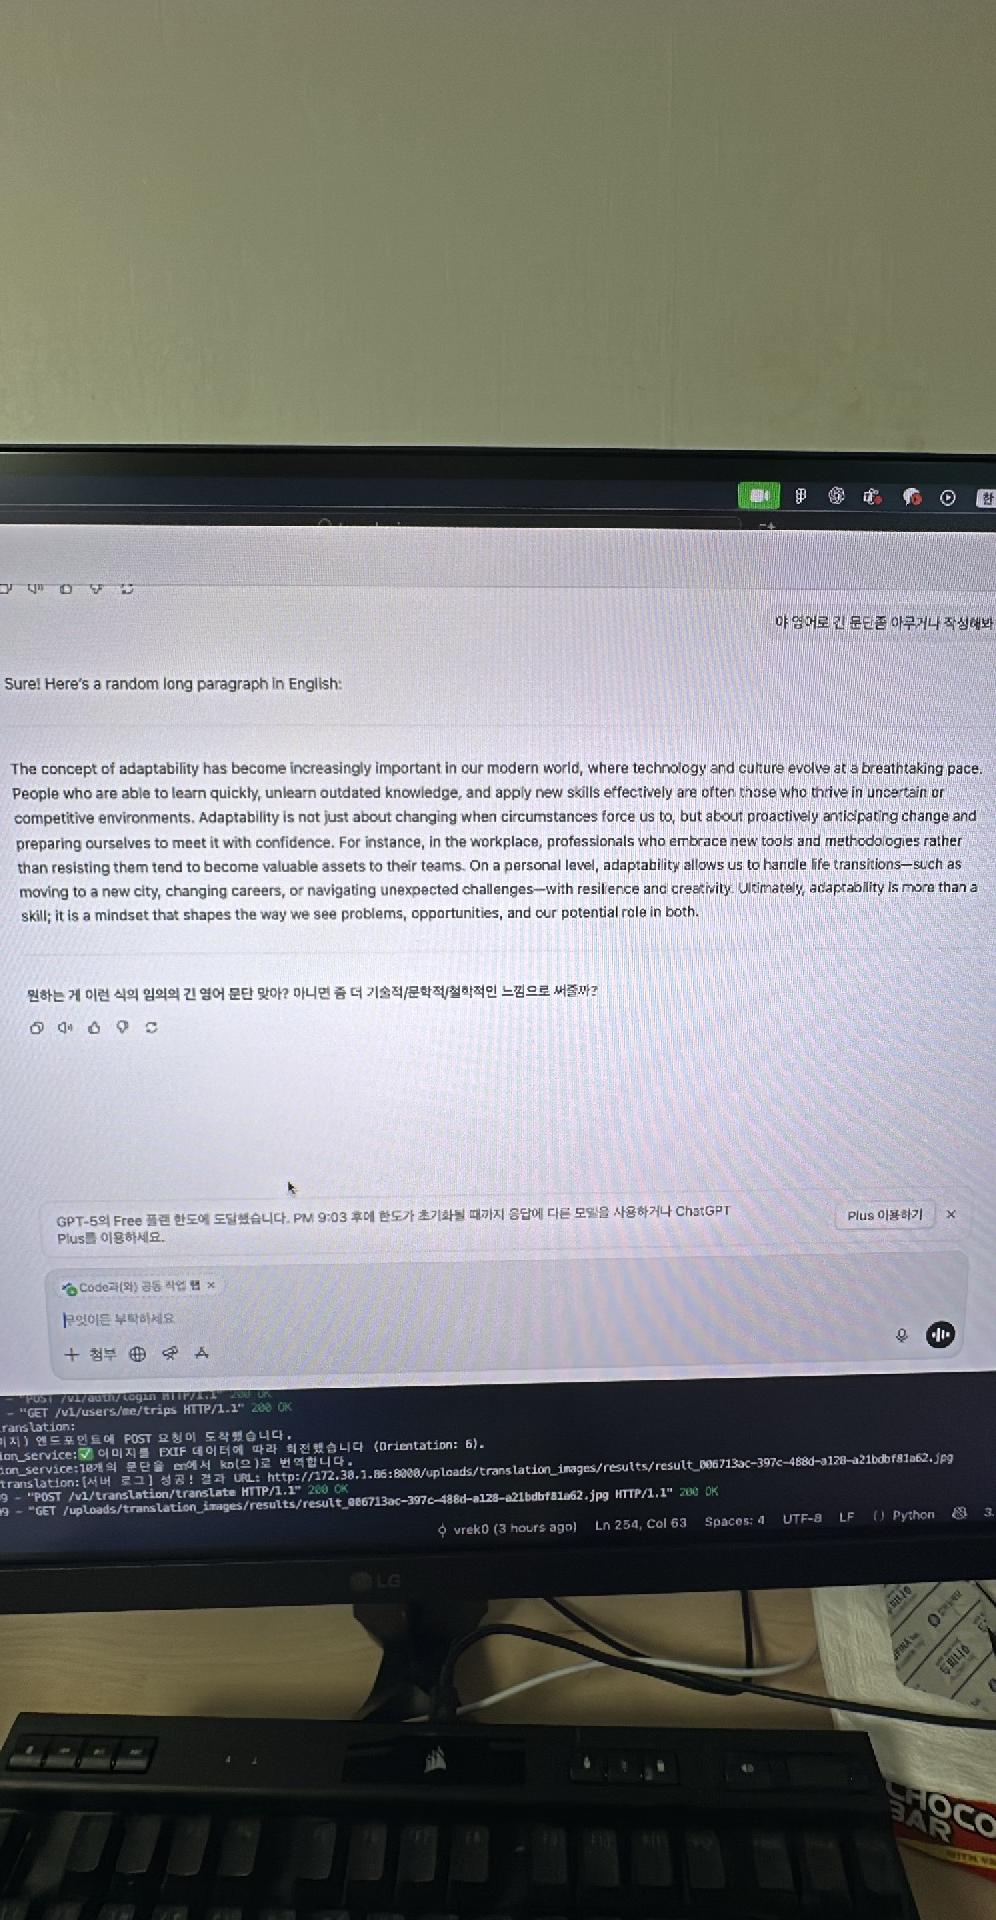 한
야 영어로 긴 문단좀 아무거나 작성해봐
Sure! Here's a random long paragraph in English:
The concept of adaptability has become increasingly important in our modern world, where technology and culture evolve at a breathtaking pace.
People who are able to learn quickly, unlearn outdated knowledge, and apply new skills effectively are often those who thrive in uncertain or
competitive environments. Adaptability is not just about changing when circumstances force us to, but about proactively anticipating change and
preparing ourselves to meet it with confidence. For instance, in the workplace, professionals who embrace new tools and methodologies rather
than resisting them tend to become valuable assets to their teams. On a personal level, adaptability allows us to handle life transitions—such as
moving to a new city, changing careers, or navigating unexpected challenges—with resilience and creativity. Ultimately, adaptability is more than a
skill; it is a mindset that shapes the way we see problems, opportunities, and our potential role in both.
원하는 게 이런 식의 임의의 긴 영어 문단 맞아? 아니면 좀 더 기술적/문학적/철학적인 느낌으로 써줄까?
GPT-5의 Free 플랜 한도에 도달했습니다. PM 9:03 후에 한도가 초기화될 때까지 응답에 다른 모델을 사용하거나 ChatGPT
Plus를 이용하세요.
Plus 이용하기
Code과(와) 공동 작업 탭
무엇이든 부탁하세요
첨부
- "POST /v1/auth/login HTTP/1.1" 200 OK
- "GET /v1/users/me/trips HTTP/1.1" 200 OK
ranslation:
미지) 엔드포인트에 POST 요청이 도착했습니다.
ion_service:✅ 이미지를 EXIF 데이터에 따라 회전했습니다 (Orientation: 6).
ion_service:18개의 문단을 en에서 ko(으)로 번역합니다.
translation:[서버 로그] 성공! 결과 URL: http://172.30.1.86:8000/uploads/translation_images/results/result_006713ac-397c-488d-a128-a21bdbf81a62.jpg
9 - "POST /v1/translation/translate HTTP/1.1" 200 OK
9 - "GET /uploads/translation_images/results/result_006713ac-397c-488d-a128-a21bdbf81a62.jpg HTTP/1.1" 200 OK
vrek0 (3 hours ago) Ln 254, Col 63 Spaces: 4 UTF-8 LF () Python 3.
LG
CHOCO
BAR